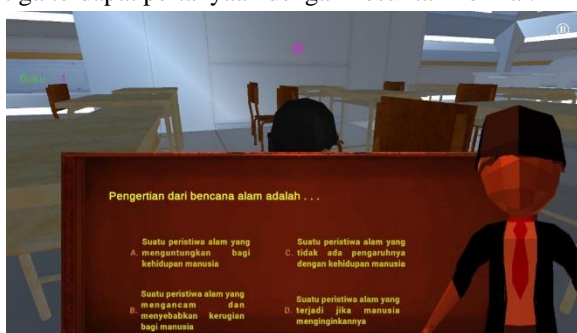 Buku 1
Pengertian dari bencana alam adalah . . .
A. Suatu peristiwa alam yang
menguntungkan bagi
kehidupan manusia
B. Suatu peristiwa alam yang
mengancam dan
menyebabkan kerugian
bagi manusia
C. Suatu peristiwa alam yang
tidak ada pengaruhnya
dengan kehidupan manusia
D. Suatu peristiwa alam yang
terjadi jika manusia
menginginkannya